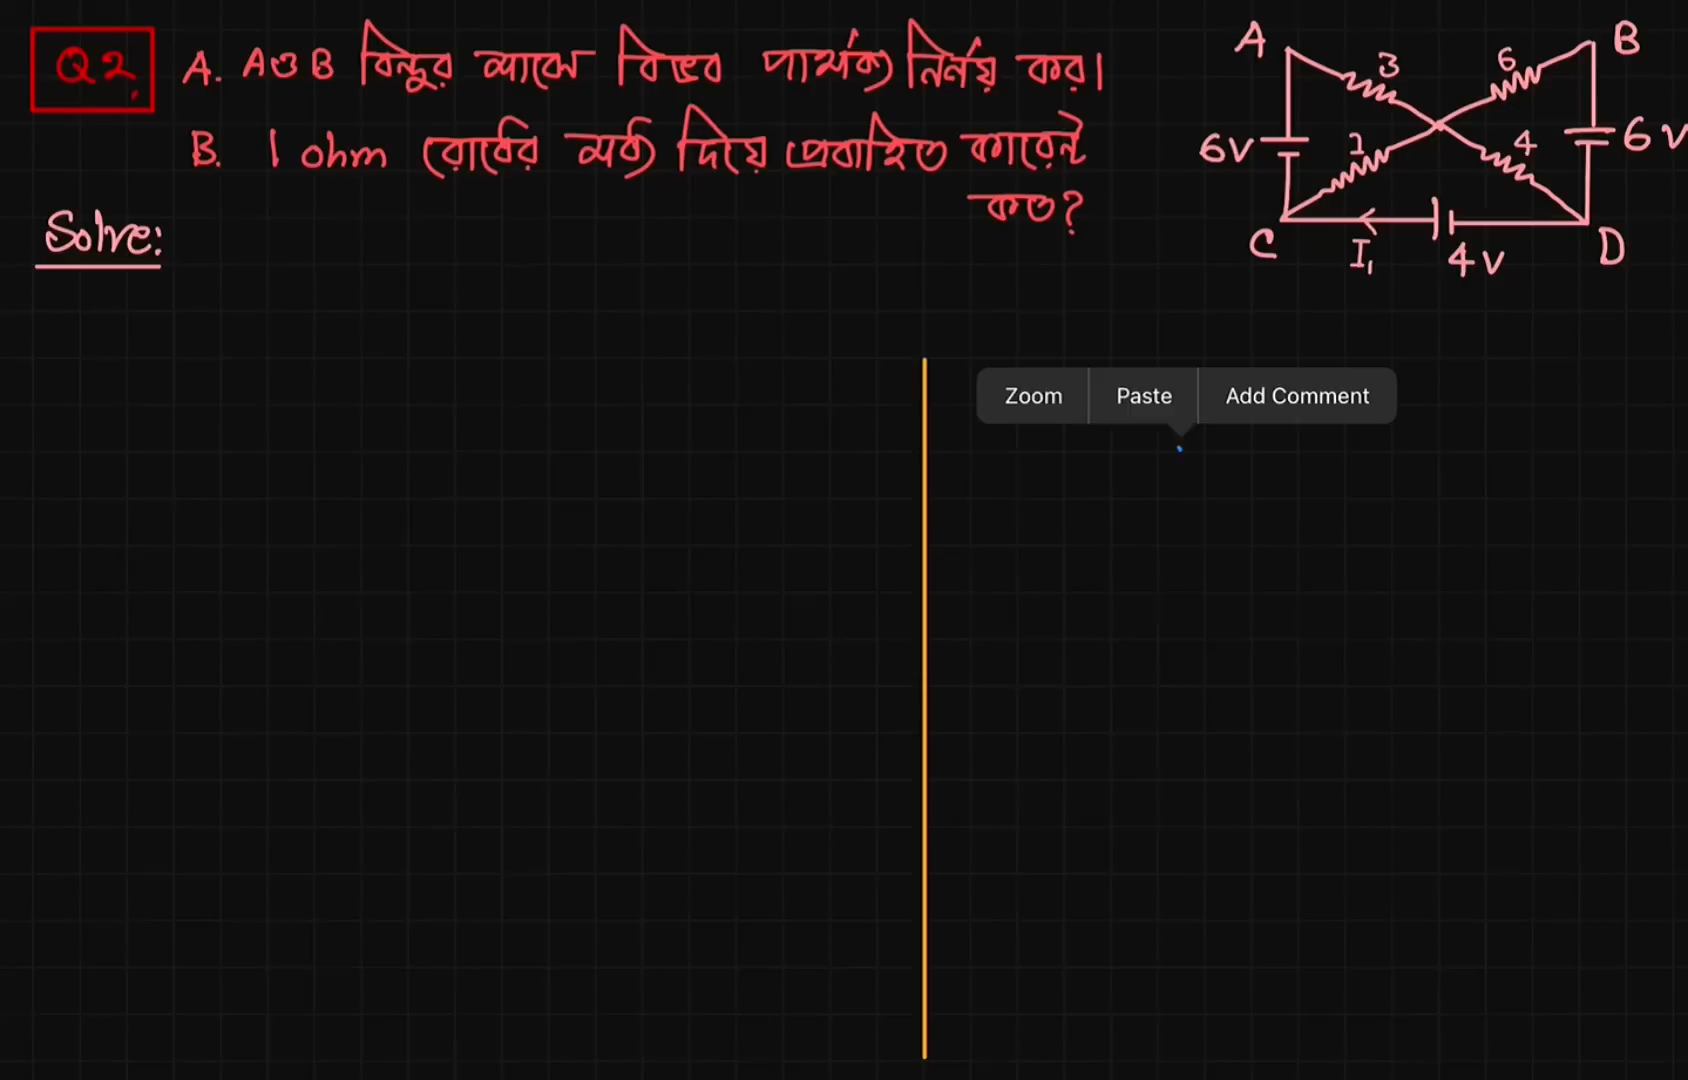 Q2. A. A ও B বিন্দুর মাঝে বিভব পার্থক্য নির্ণয় কর।
B. 1 ohm রোধের মধ্য দিয়ে প্রবাহিত কারেন্ট
কত?
Solve:
A B
3 6
6V 1 4 6V
C I₁ 4V D
Zoom Paste Add Comment